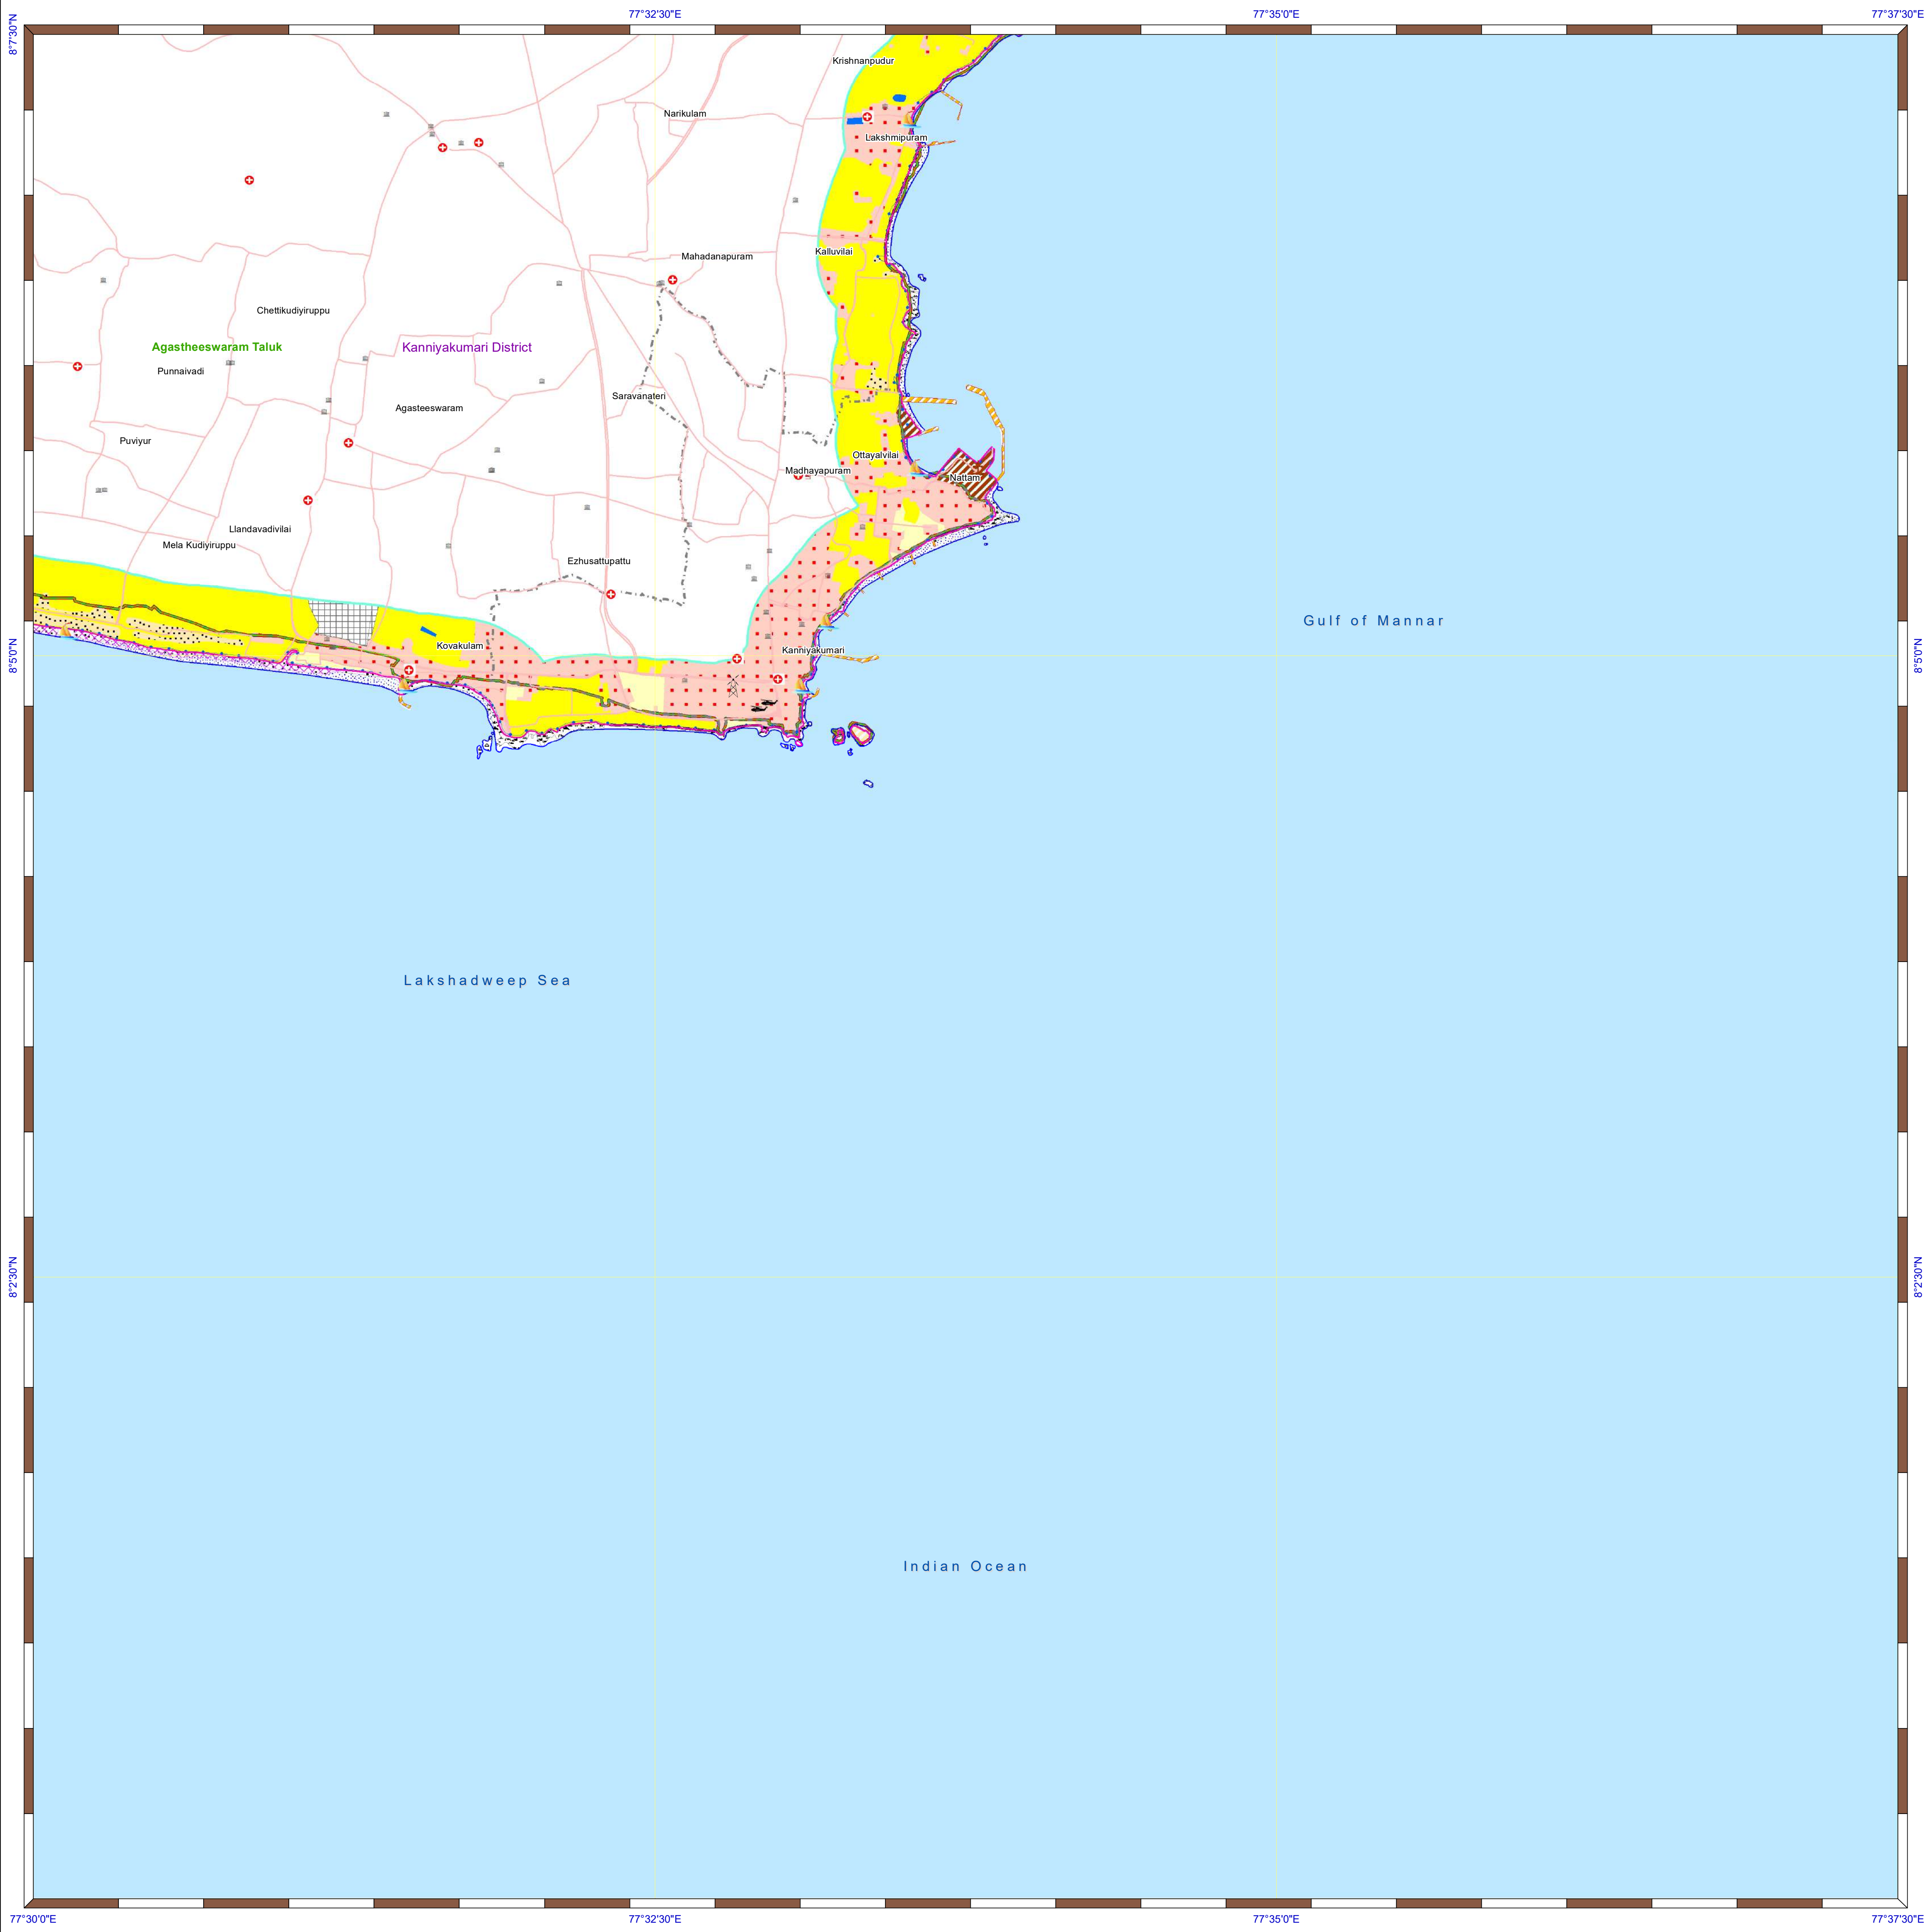 77°32'30"E
77°35'0"E
77°37'30"E
8°7'30"N
Krishnanpudur
Narikulam
Lakshmipuram
Kalluvilai
Mahadanapuram
Chettikudiyiruppu
Agastheeswaram Taluk
Kanniyakumari District
Punnaivadi
Saravanateri
Agasteeswaram
Puviyur
Ottayalvilai
Madhayapuram
Nattam
Llandavadivilai
Mela Kudiyiruppu
Ezhusattupattu
Gulf of Mannar
Kovakulam
Kanniyakumari
8°5'0"N
8°5'0"N
Lakshadweep Sea
8°2'30"N
8°2'30"N
Indian Ocean
77°30'0"E
77°32'30"E
77°35'0"E
77°37'30"E